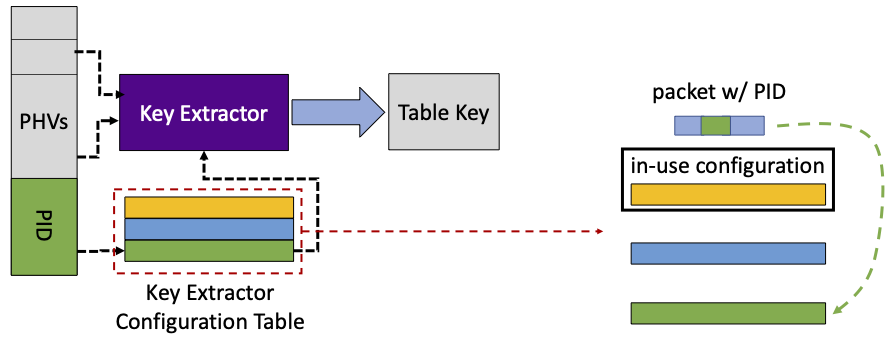 PHVs
PID
Key Extractor
Table Key
Key Extractor
Configuration Table
packet w/ PID
in-use configuration